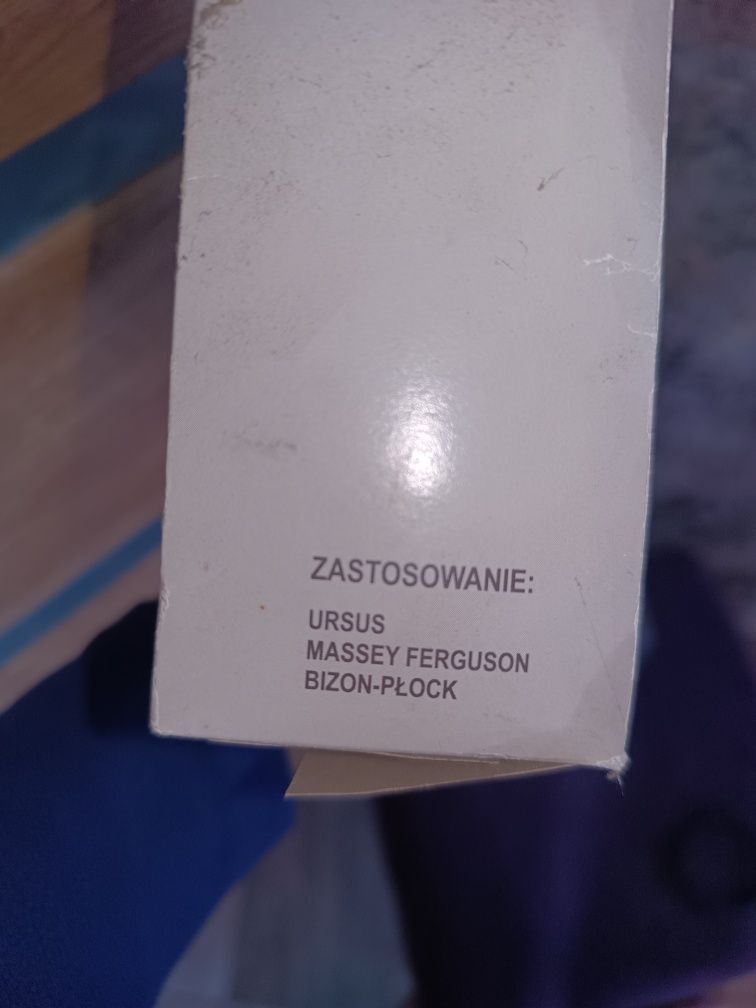 ZASTOSOWANIE:
URSUS
MASSEY FERGUSON
BIZON-PŁOCK